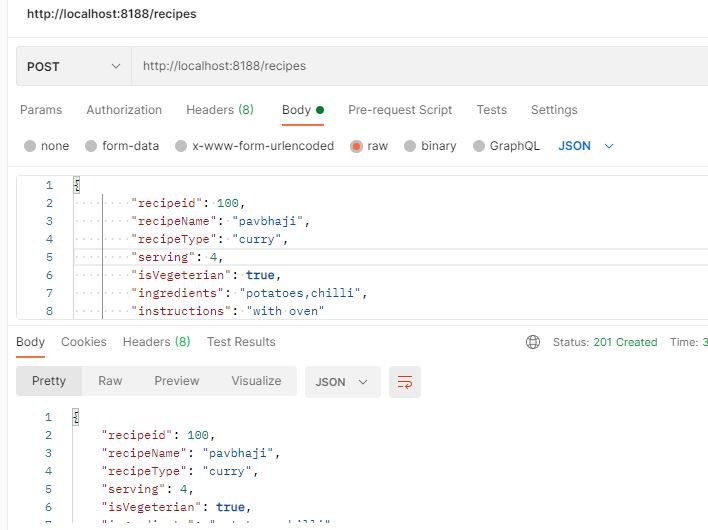 http://localhost:8188/recipes
POST http://localhost:8188/recipes
Params Authorization Headers (8) Body Pre-request Script Tests Settings
none form-data x-www-form-urlencoded raw binary GraphQL JSON
1 {
2 "recipeid": 100,
3 "recipeName": "pavbhaji",
4 "recipeType": "curry",
5 "serving": 4,
6 "isVegeterian": true,
7 "ingredients": "potatoes,chilli",
8 "instructions": "with oven"
Body Cookies Headers (8) Test Results Status: 201 Created Time: 3
Pretty Raw Preview Visualize JSON
1 {
2 "recipeid": 100,
3 "recipeName": "pavbhaji",
4 "recipeType": "curry",
5 "serving": 4,
6 "isVegeterian": true,